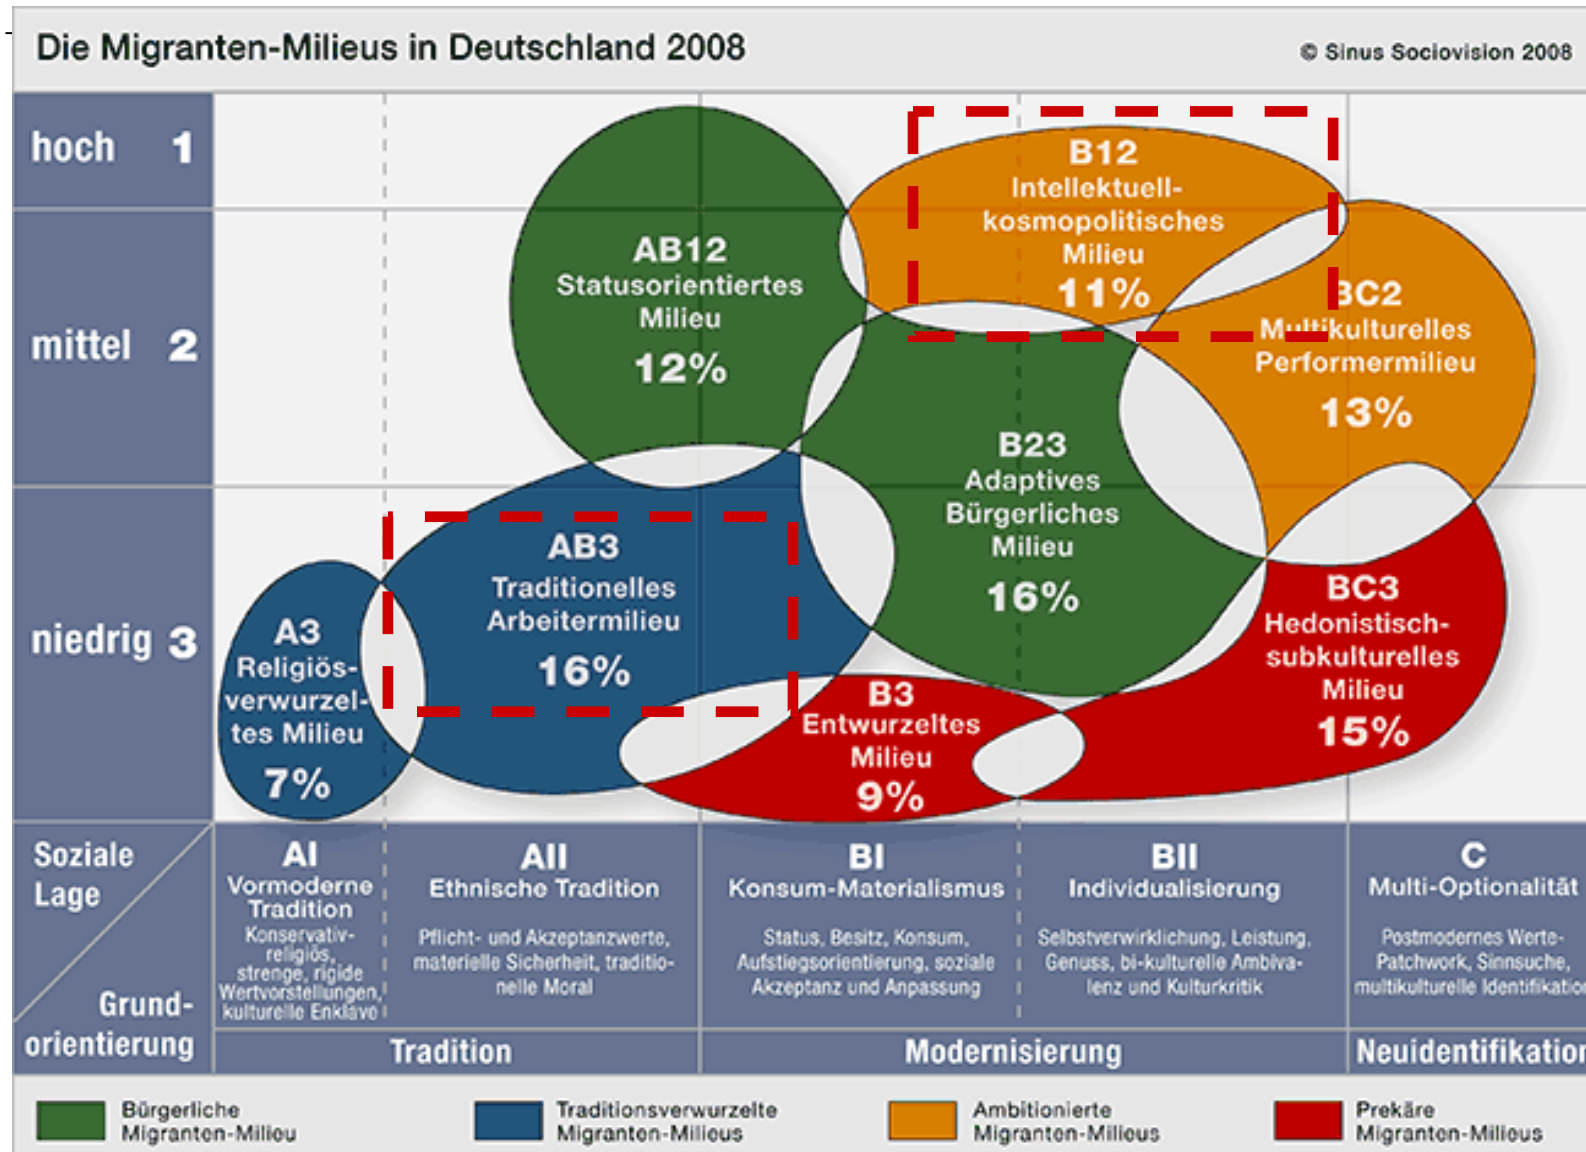 Die Migranten-Milieus in Deutschland 2008
© Sinus Sociovision 2008
hoch 1
mittel 2
niedrig 3
B12
Intellektuell-
kosmopolitisches
Milieu
11%
AB12
Statusorientiertes
Milieu
12%
BC2
Multikulturelles
Performermilieu
13%
B23
Adaptives
Bürgerliches
Milieu
16%
AB3
Traditionelles
Arbeitermilieu
16%
A3
Religiös-
verwurzel-
tes Milieu
7%
B3
Entwurzeltes
Milieu
9%
BC3
Hedonistisch-
subkulturelles
Milieu
15%
Soziale
Lage
Grund-
orientierung
AI
Vormoderne
Tradition
Konservativ-
religiös,
strenge, rigide
Wertvorstellungen,
kulturelle Enklave
AII
Ethnische Tradition
Pflicht- und Akzeptanzwerte,
materielle Sicherheit, traditio-
nelle Moral
BI
Konsum-Materialismus
Status, Besitz, Konsum,
Aufstiegsorientierung, soziale
Akzeptanz und Anpassung
BII
Individualisierung
Selbstverwirklichung, Leistung,
Genuss, bi-kulturelle Ambiva-
lenz und Kulturkritik
C
Multi-Optionalität
Postmodernes Werte-
Patchwork, Sinnsuche,
multikulturelle Identifikation
Tradition
Modernisierung
Neuidentifikation
Bürgerliche
Migranten-Milieu
Traditionsverwurzelte
Migranten-Milieus
Ambitionierte
Migranten-Milieus
Prekäre
Migranten-Milieus